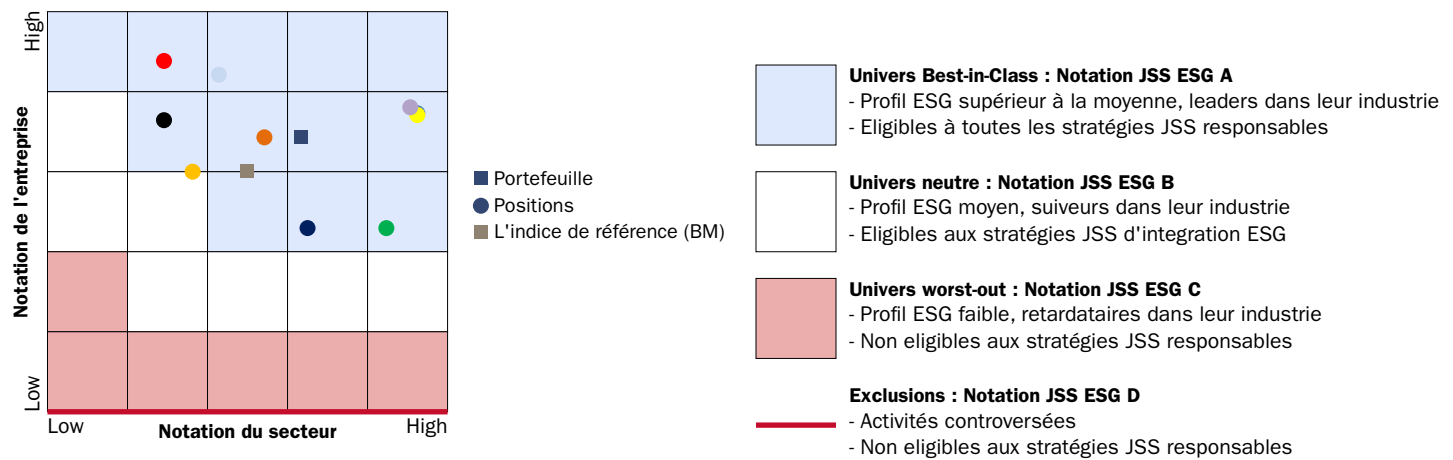 High
Notation de l'entreprise
Low
Low
Notation du secteur
High
Portefeuille
Positions
L'indice de référence (BM)
Univers Best-in-Class : Notation JSS ESG A
- Profil ESG supérieur à la moyenne, leaders dans leur industrie
- Eligibles à toutes les stratégies JSS responsables
Univers neutre : Notation JSS ESG B
- Profil ESG moyen, suiveurs dans leur industrie
- Eligibles aux stratégies JSS d'integration ESG
Univers worst-out : Notation JSS ESG C
- Profil ESG faible, retardataires dans leur industrie
- Non eligibles aux stratégies JSS responsables
Exclusions : Notation JSS ESG D
- Activités controversées
- Non eligibles aux stratégies JSS responsables